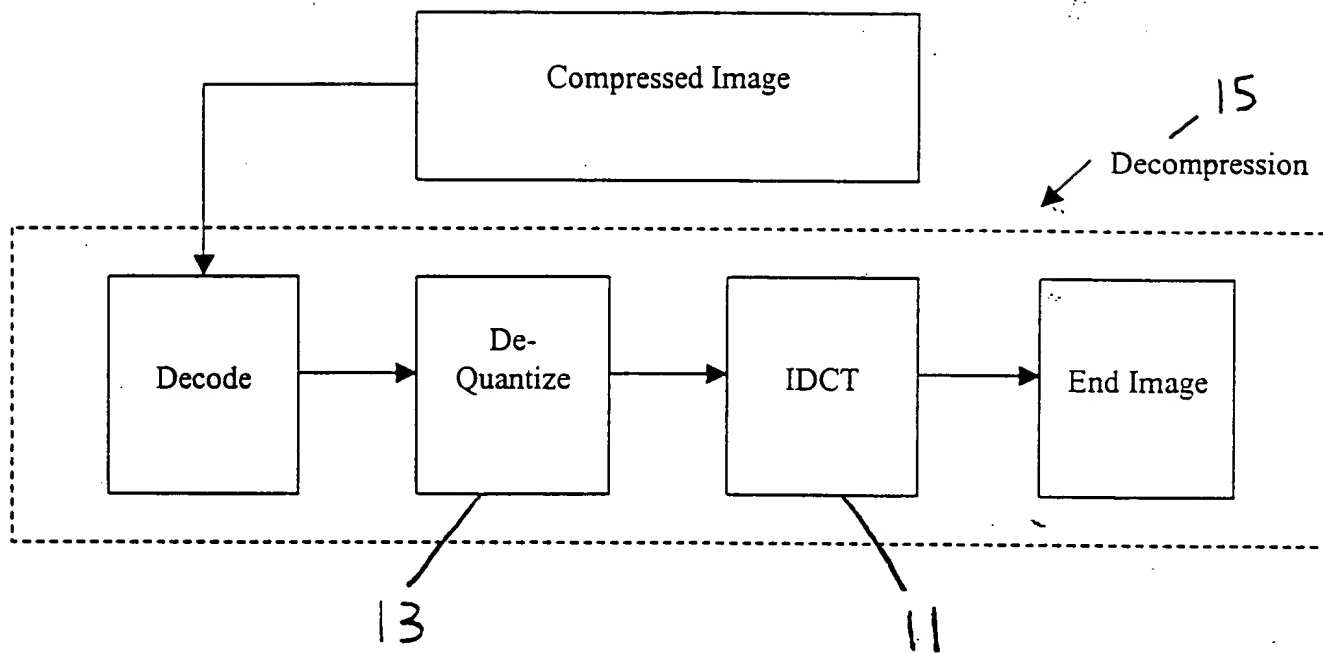 Compressed Image
15
Decompression
Decode
De-
Quantize
IDCT
End Image
13
11